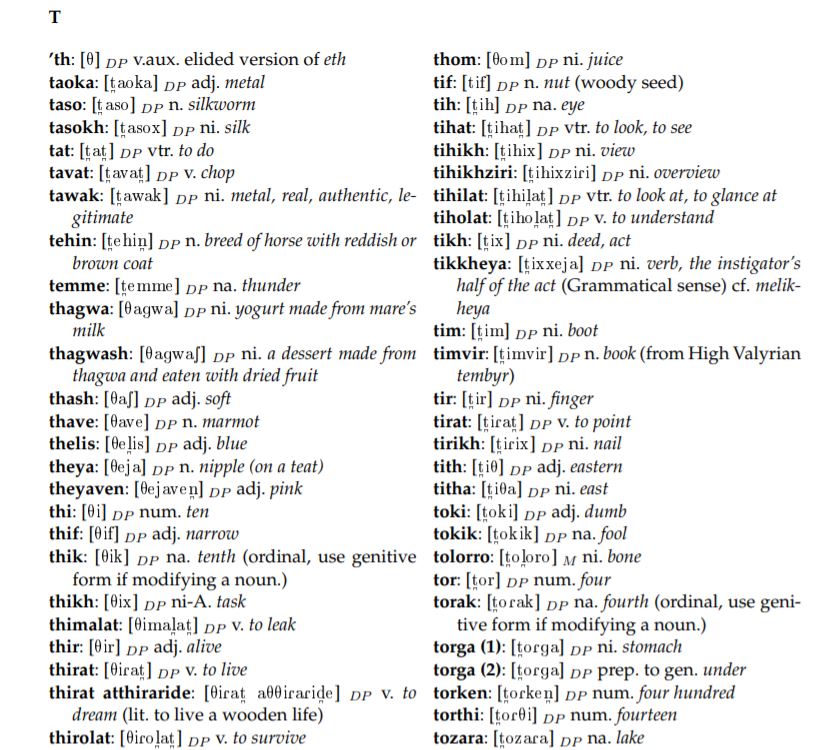 T
’th: [θ] DP v.aux. elided version of eth
taoka: [t̪aoka] DP adj. metal
taso: [t̪aso] DP n. silkworm
tasokh: [t̪asox] DP ni. silk
tat: [t̪at̪] DP vtr. to do
tavat: [t̪avat̪] DP v. chop
tawak: [t̪awak] DP ni. metal, real, authentic, le-
gitimate
tehin: [t̪ehin̪] DP n. breed of horse with reddish or
brown coat
temme: [t̪emme] DP na. thunder
thagwa: [θagwa] DP ni. yogurt made from mare’s
milk
thagwash: [θagwaʃ] DP ni. a dessert made from
thagwa and eaten with dried fruit
thash: [θaʃ] DP adj. soft
thave: [θave] DP n. marmot
thelis: [θel̪is] DP adj. blue
theya: [θeja] DP n. nipple (on a teat)
theyaven: [θejaven̪] DP adj. pink
thi: [θi] DP num. ten
thif: [θif] DP adj. narrow
thik: [θik] DP na. tenth (ordinal, use genitive
form if modifying a noun.)
thikh: [θix] DP ni-A. task
thimalat: [θimal̪at̪] DP v. to leak
thir: [θir] DP adj. alive
thirat: [θirat̪] DP v. to live
thirat atthiraride: [θirat̪ aθθirarid̪e] DP v. to
dream (lit. to live a wooden life)
thirolat: [θirol̪at̪] DP v. to survive
thom: [θom] DP ni. juice
tif: [tif] DP n. nut (woody seed)
tih: [t̪ih] DP na. eye
tihat: [t̪ihat̪] DP vtr. to look, to see
tihikh: [t̪ihix] DP ni. view
tihikhziri: [t̪ihixziri] DP ni. overview
tihilat: [t̪ihil̪at̪] DP vtr. to look at, to glance at
tiholat: [t̪ihol̪at̪] DP v. to understand
tikh: [t̪ix] DP ni. deed, act
tikkheya: [t̪ixxeja] DP ni. verb, the instigator’s
half of the act (Grammatical sense) cf. melik-
heya
tim: [t̪im] DP ni. boot
timvir: [t̪imvir] DP n. book (from High Valyrian
tembyr)
tir: [t̪ir] DP ni. finger
tirat: [t̪irat̪] DP v. to point
tirikh: [t̪irix] DP ni. nail
tith: [t̪iθ] DP adj. eastern
titha: [t̪iθa] DP ni. east
toki: [t̪oki] DP adj. dumb
tokik: [t̪okik] DP na. fool
tolorro: [t̪ol̪oro] M ni. bone
tor: [t̪or] DP num. four
torak: [t̪orak] DP na. fourth (ordinal, use geni-
tive form if modifying a noun.)
torga (1): [t̪orga] DP ni. stomach
torga (2): [t̪orga] DP prep. to gen. under
torken: [t̪orken̪] DP num. four hundred
torthi: [t̪orθi] DP num. fourteen
tozara: [t̪ozara] DP na. lake